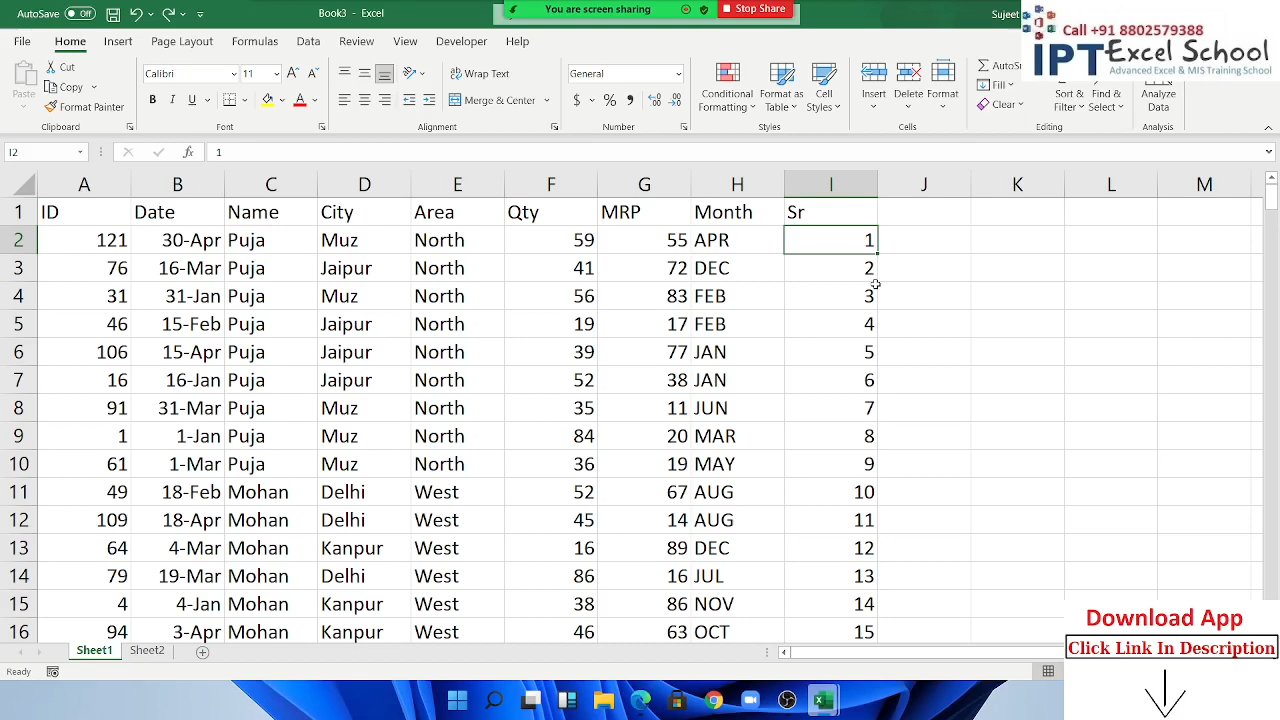 AutoSave Off Book3 - Excel You are screen sharing Stop Share Sujeet
Call +91 8802579388
IPT Excel School
Advanced Excel & MIS Training School
File Home Insert Page Layout Formulas Data Review View Developer Help
Paste Cut Copy Format Painter Clipboard
Calibri 11 B I U A Font
Wrap Text Merge & Center Alignment
General $ % , Number
Conditional Formatting Format as Table Cell Styles Styles
Insert Delete Format Cells
AutoSu Fill Clear Sort & Filter Find & Select Editing
Analyze Data Analysis
I2 fx 1
A B C D E F G H I J K L M
1 ID Date Name City Area Qty MRP Month Sr
2 121 30-Apr Puja Muz North 59 55 APR 1
3 76 16-Mar Puja Jaipur North 41 72 DEC 2
4 31 31-Jan Puja Muz North 56 83 FEB 3
5 46 15-Feb Puja Jaipur North 19 17 FEB 4
6 106 15-Apr Puja Jaipur North 39 77 JAN 5
7 16 16-Jan Puja Jaipur North 52 38 JAN 6
8 91 31-Mar Puja Muz North 35 11 JUN 7
9 1 1-Jan Puja Muz North 84 20 MAR 8
10 61 1-Mar Puja Muz North 36 19 MAY 9
11 49 18-Feb Mohan Delhi West 52 67 AUG 10
12 109 18-Apr Mohan Delhi West 45 14 AUG 11
13 64 4-Mar Mohan Kanpur West 16 89 DEC 12
14 79 19-Mar Mohan Delhi West 86 16 JUL 13
15 4 4-Jan Mohan Kanpur West 38 86 NOV 14
16 94 3-Apr Mohan Kanpur West 46 63 OCT 15
Sheet1 Sheet2
Ready
Download App
Click Link In Description